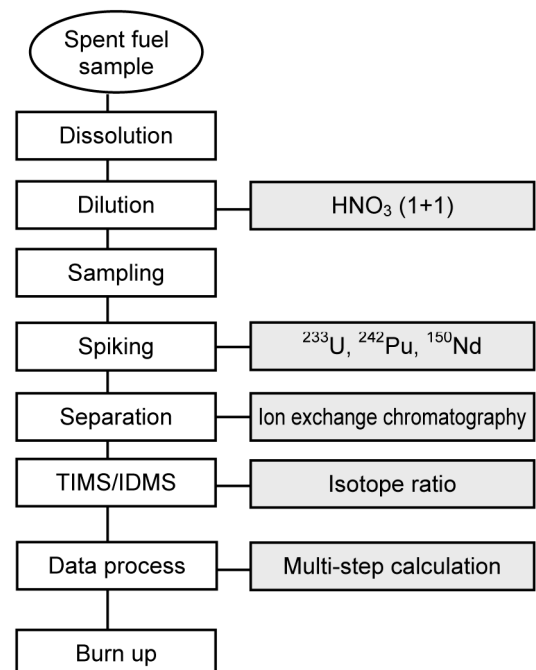 Spent fuel
sample
Dissolution
Dilution
HNO₃ (1+1)
Sampling
Spiking
²³³U, ²⁴²Pu, ¹⁵⁰Nd
Separation
Ion exchange chromatography
TIMS/IDMS
Isotope ratio
Data process
Multi-step calculation
Burn up